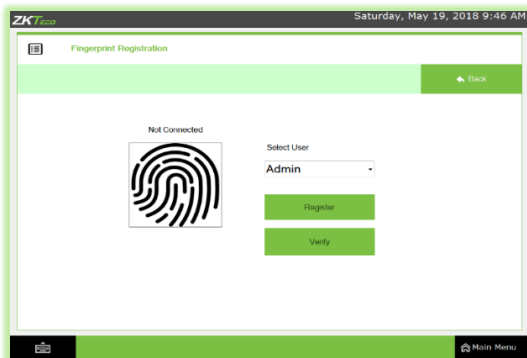 ZKTeco
Saturday, May 19, 2018 9:46 AM
Fingerprint Registration
Back
Not Connected
Select User
Admin
Register
Verify
Main Menu